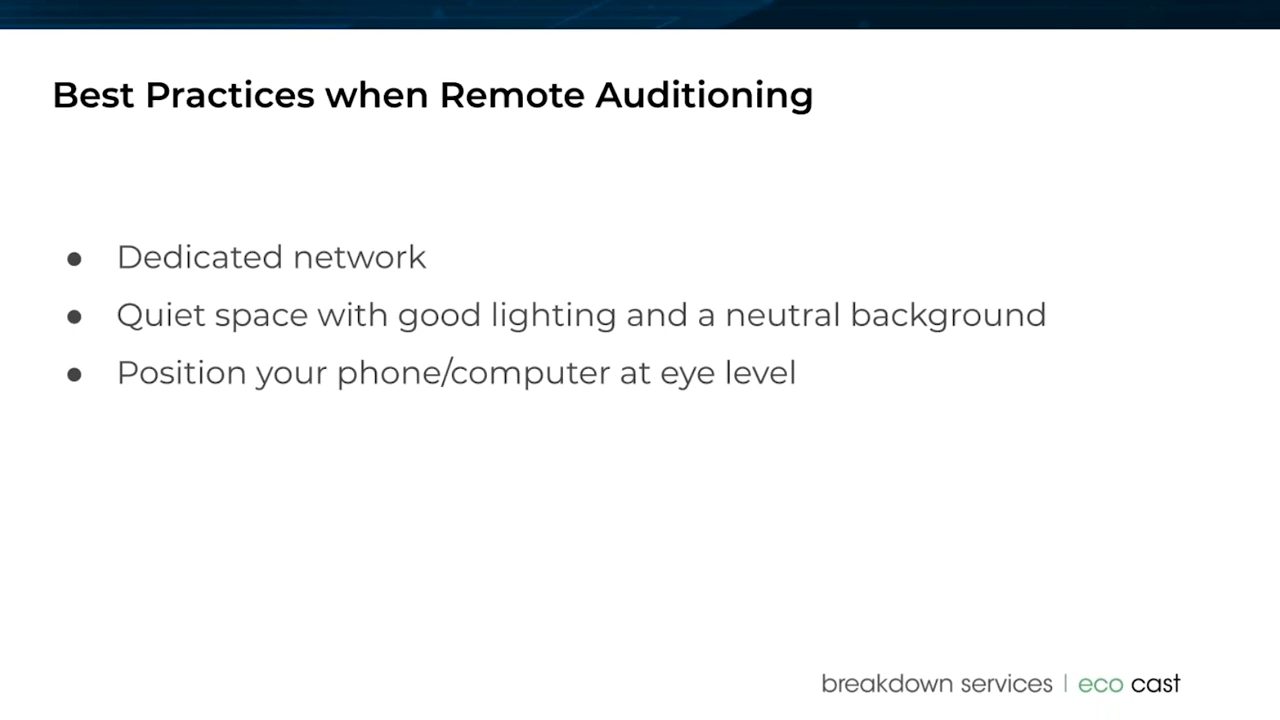 Best Practices when Remote Auditioning
● Dedicated network
● Quiet space with good lighting and a neutral background
● Position your phone/computer at eye level
breakdown services | eco cast